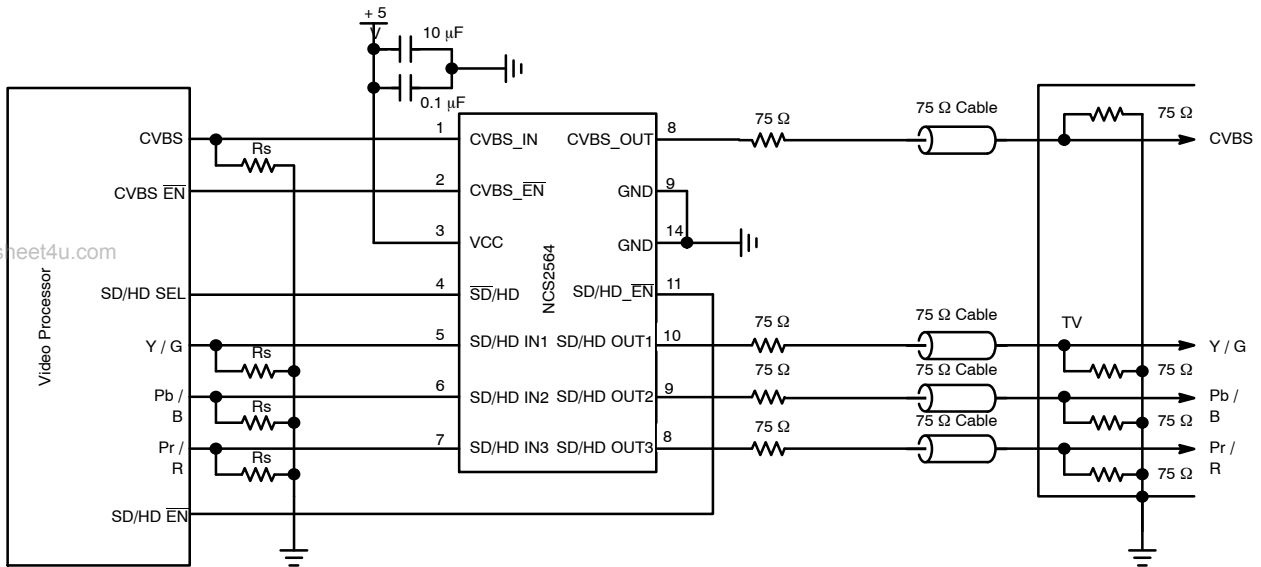 + 5
V
10 μF
0.1 μF
CVBS
Rs
CVBS EN
sheet4u.com
Video Processor
SD/HD SEL
Y / G
Rs
Pb /
B
Rs
Pr /
R
Rs
SD/HD EN
1
2
3
4
5
6
7
CVBS_IN
CVBS_EN
VCC
SD/HD
SD/HD IN1
SD/HD IN2
SD/HD IN3
NCS2564
CVBS_OUT
GND
GND
SD/HD_EN
SD/HD OUT1
SD/HD OUT2
SD/HD OUT3
8
9
14
11
10
9
8
75 Ω
75 Ω Cable
75 Ω
CVBS
75 Ω
75 Ω Cable
TV
Y / G
75 Ω
75 Ω
75 Ω Cable
Pb /
B
75 Ω
75 Ω
75 Ω Cable
Pr /
R
75 Ω